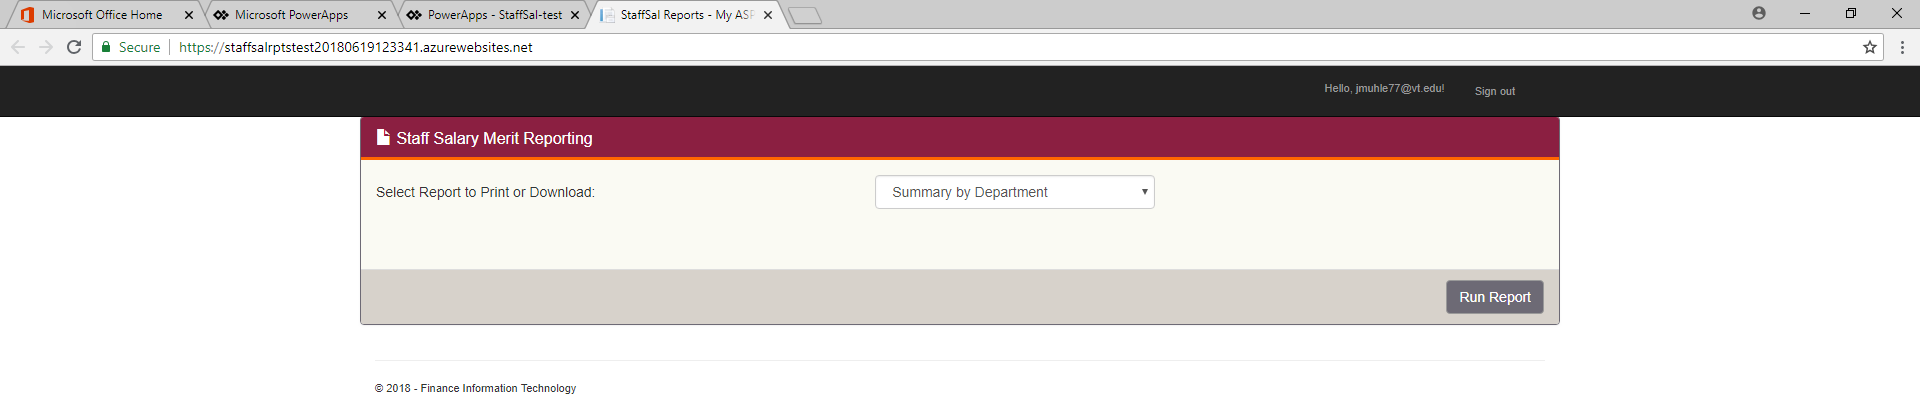 Microsoft Office Home
Microsoft PowerApps
PowerApps - StaffSal-test
StaffSal Reports - My ASP
Secure
https://staffsalrptstest20180619123341.azurewebsites.net
Hello, jmuhle77@vt.edu!
Sign out
Staff Salary Merit Reporting
Select Report to Print or Download:
Summary by Department
Run Report
© 2018 - Finance Information Technology